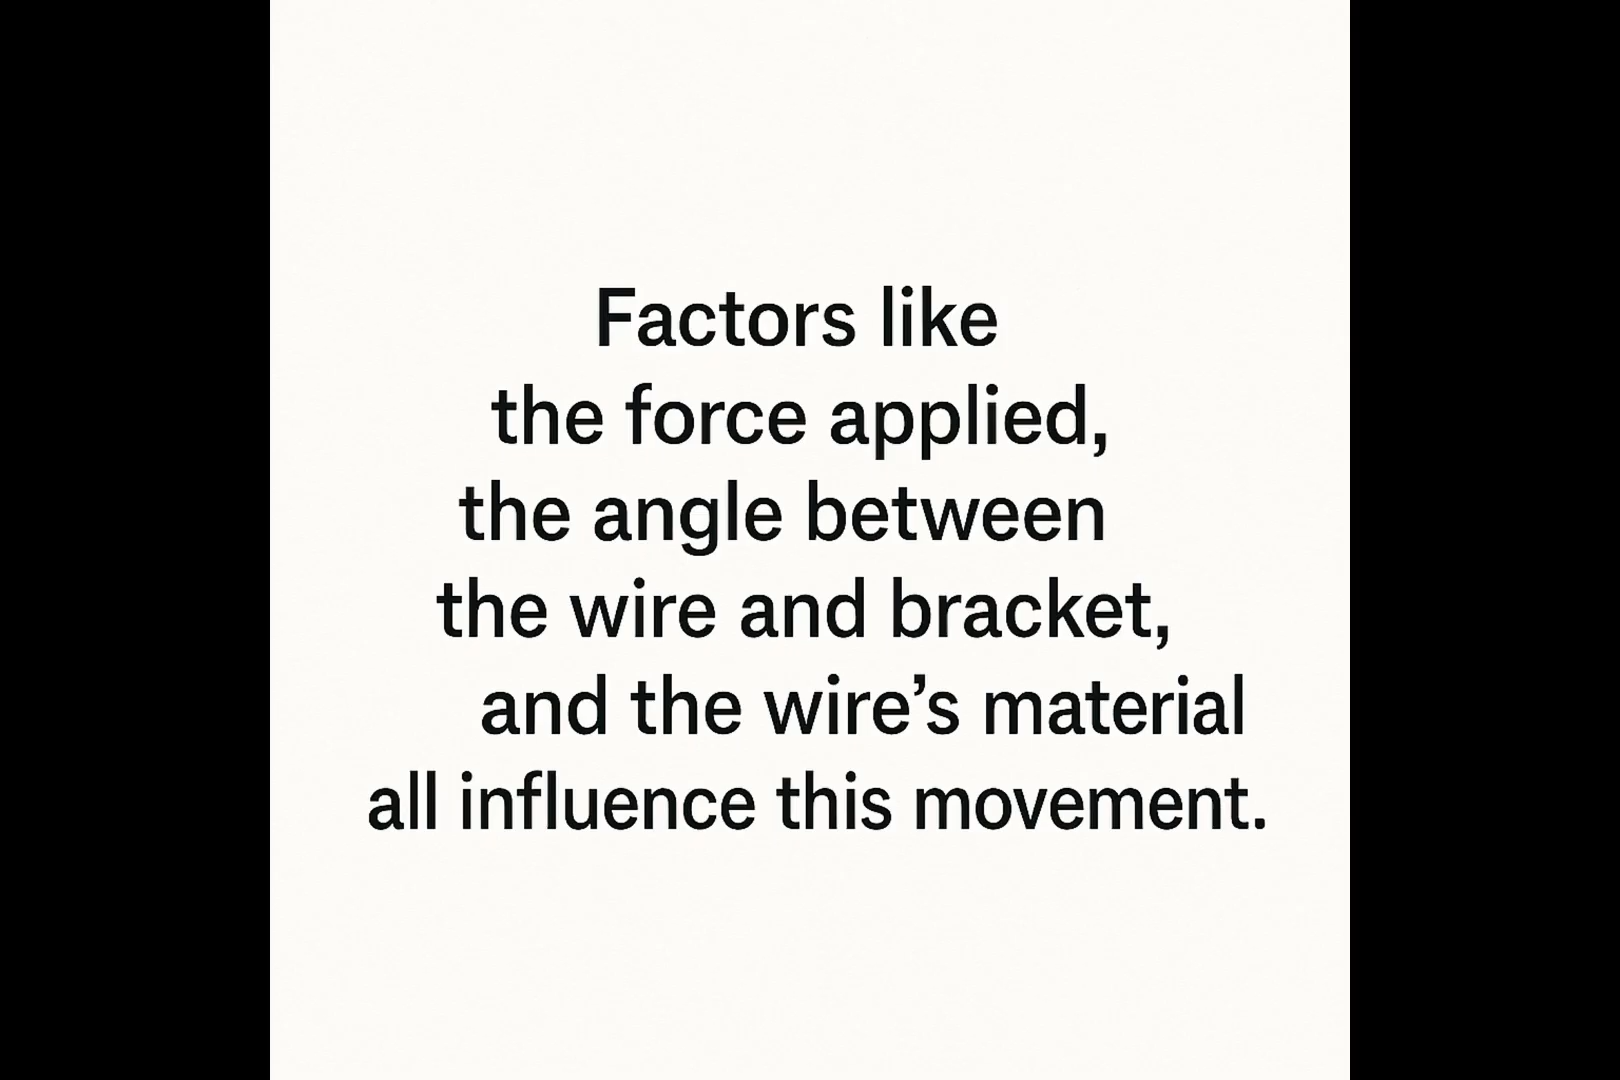 Factors like
the force applied,
the angle between
the wire and bracket,
and the wire’s material
all influence this movement.